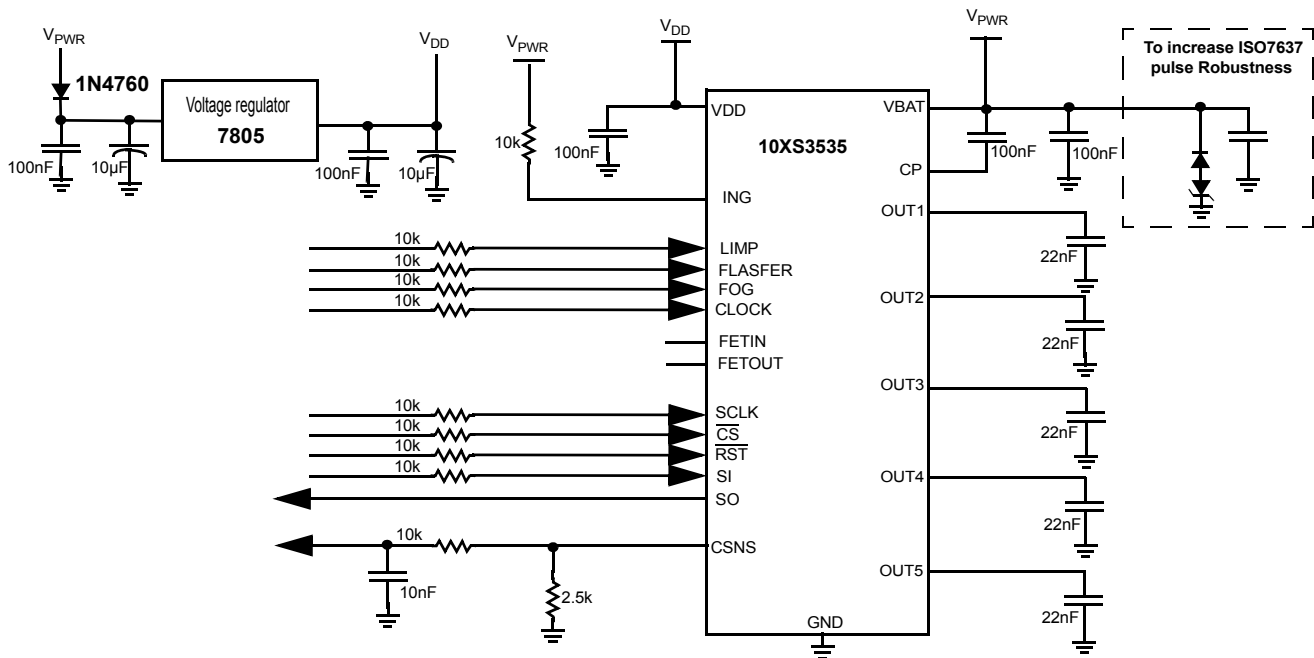 VPWR
1N4760
100nF
10µF
Voltage regulator
7805
VDD
100nF
10µF
VPWR
10k
VDD
100nF
10XS3535
VDD
ING
LIMP
FLASFER
FOG
CLOCK
FETIN
FETOUT
SCLK
CS
RST
SI
SO
CSNS
GND
VBAT
CP
OUT1
OUT2
OUT3
OUT4
OUT5
10k
10k
10k
10k
10k
10k
10k
10k
10k
10nF
2.5k
VPWR
100nF
100nF
To increase ISO7637
pulse Robustness
22nF
22nF
22nF
22nF
22nF